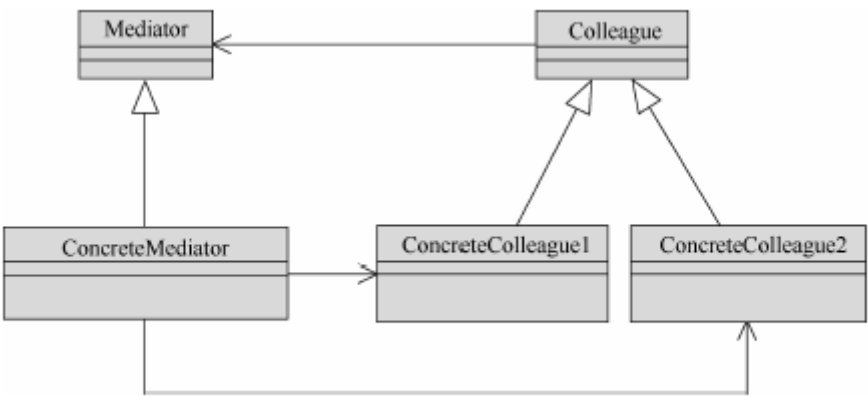 Mediator
Colleague
ConcreteMediator
ConcreteColleague1
ConcreteColleague2